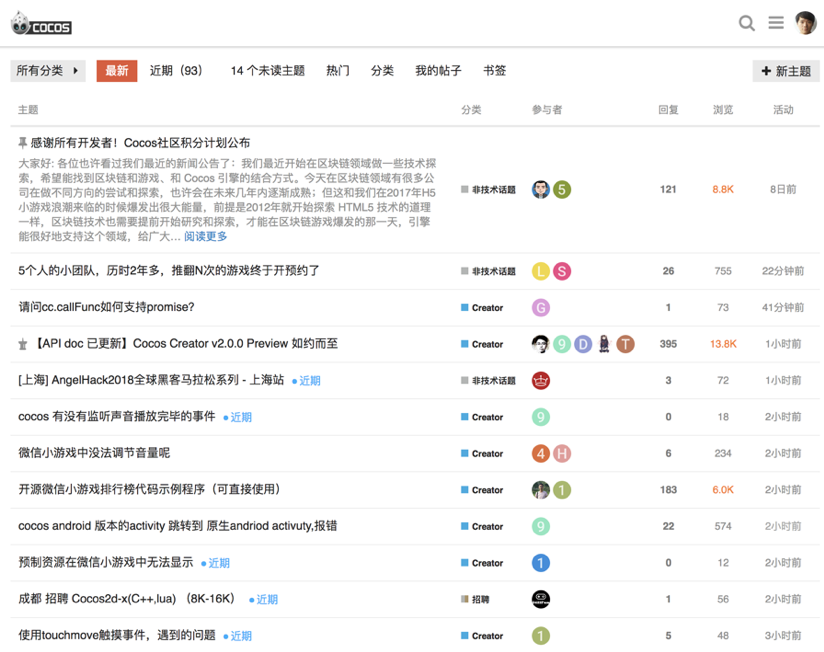 COCOS
所有分类 最新 近期（93） 14 个未读主题 热门 分类 我的帖子 书签 + 新主题
主题 分类 参与者 回复 浏览 活动
感谢所有开发者！Cocos社区积分计划公布
大家好: 各位也许看过我们最近的新闻公告了：我们最近开始在区块链领域做一些技术探
索，希望能找到区块链和游戏、和 Cocos 引擎的结合方式。今天在区块链领域有很多公
司在做不同方向的尝试和探索，也许会在未来几年内逐渐成熟；但这和我们在2017年H5
小游戏浪潮来临的时候爆发出很大能量，前提是2012年就开始探索 HTML5 技术的道理
一样，区块链技术也需要提前开始研究和探索，才能在区块链游戏爆发的那一天，引擎
能很好地支持这个领域，给广大… 阅读更多
非技术话题 5 121 8.8K 8日前
5个人的小团队，历时2年多，推翻N次的游戏终于开预约了 非技术话题 L S 26 755 22分钟前
请问cc.callFunc如何支持promise? Creator G 1 73 41分钟前
【API doc 已更新】Cocos Creator v2.0.0 Preview 如约而至 Creator 9 D T 395 13.8K 1小时前
[上海] AngelHack2018全球黑客马拉松系列 - 上海站 近期 非技术话题 3 72 1小时前
cocos 有没有监听声音播放完毕的事件 近期 Creator 9 0 18 2小时前
微信小游戏中没法调节音量呢 Creator 4 H 6 234 2小时前
开源微信小游戏排行榜代码示例程序（可直接使用） Creator 1 183 6.0K 2小时前
cocos android 版本的activity 跳转到 原生andriod activuty,报错 Creator 9 22 574 2小时前
预制资源在微信小游戏中无法显示 近期 Creator 1 0 12 2小时前
成都 招聘 Cocos2d-x(C++,lua) （8K-16K） 近期 招聘 1 56 2小时前
使用touchmove触摸事件，遇到的问题 近期 Creator 1 5 48 3小时前